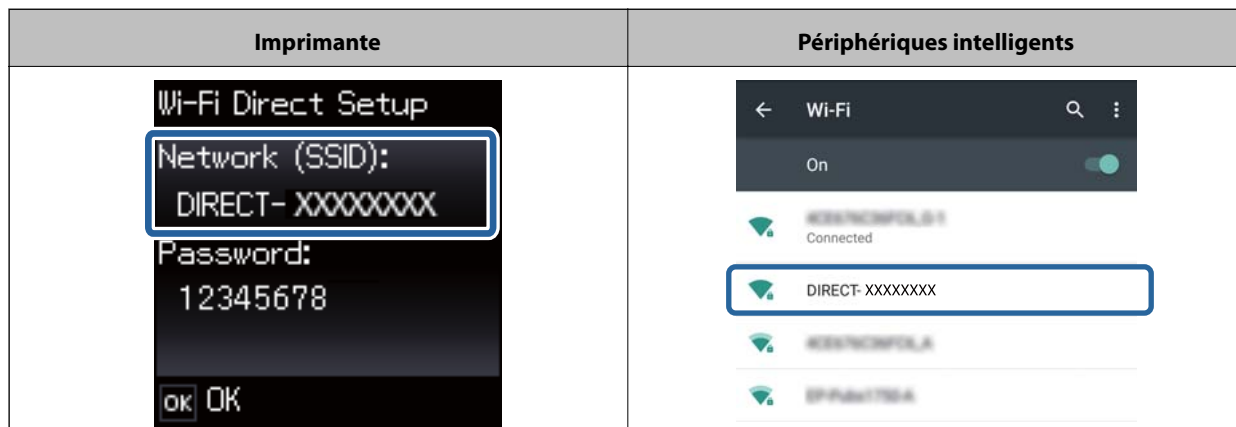 Imprimante
Périphériques intelligents
Wi-Fi Direct Setup
Network (SSID):
DIRECT- XXXXXXXX
Password:
12345678
OK OK
Wi-Fi
On
Connected
DIRECT- XXXXXXXX